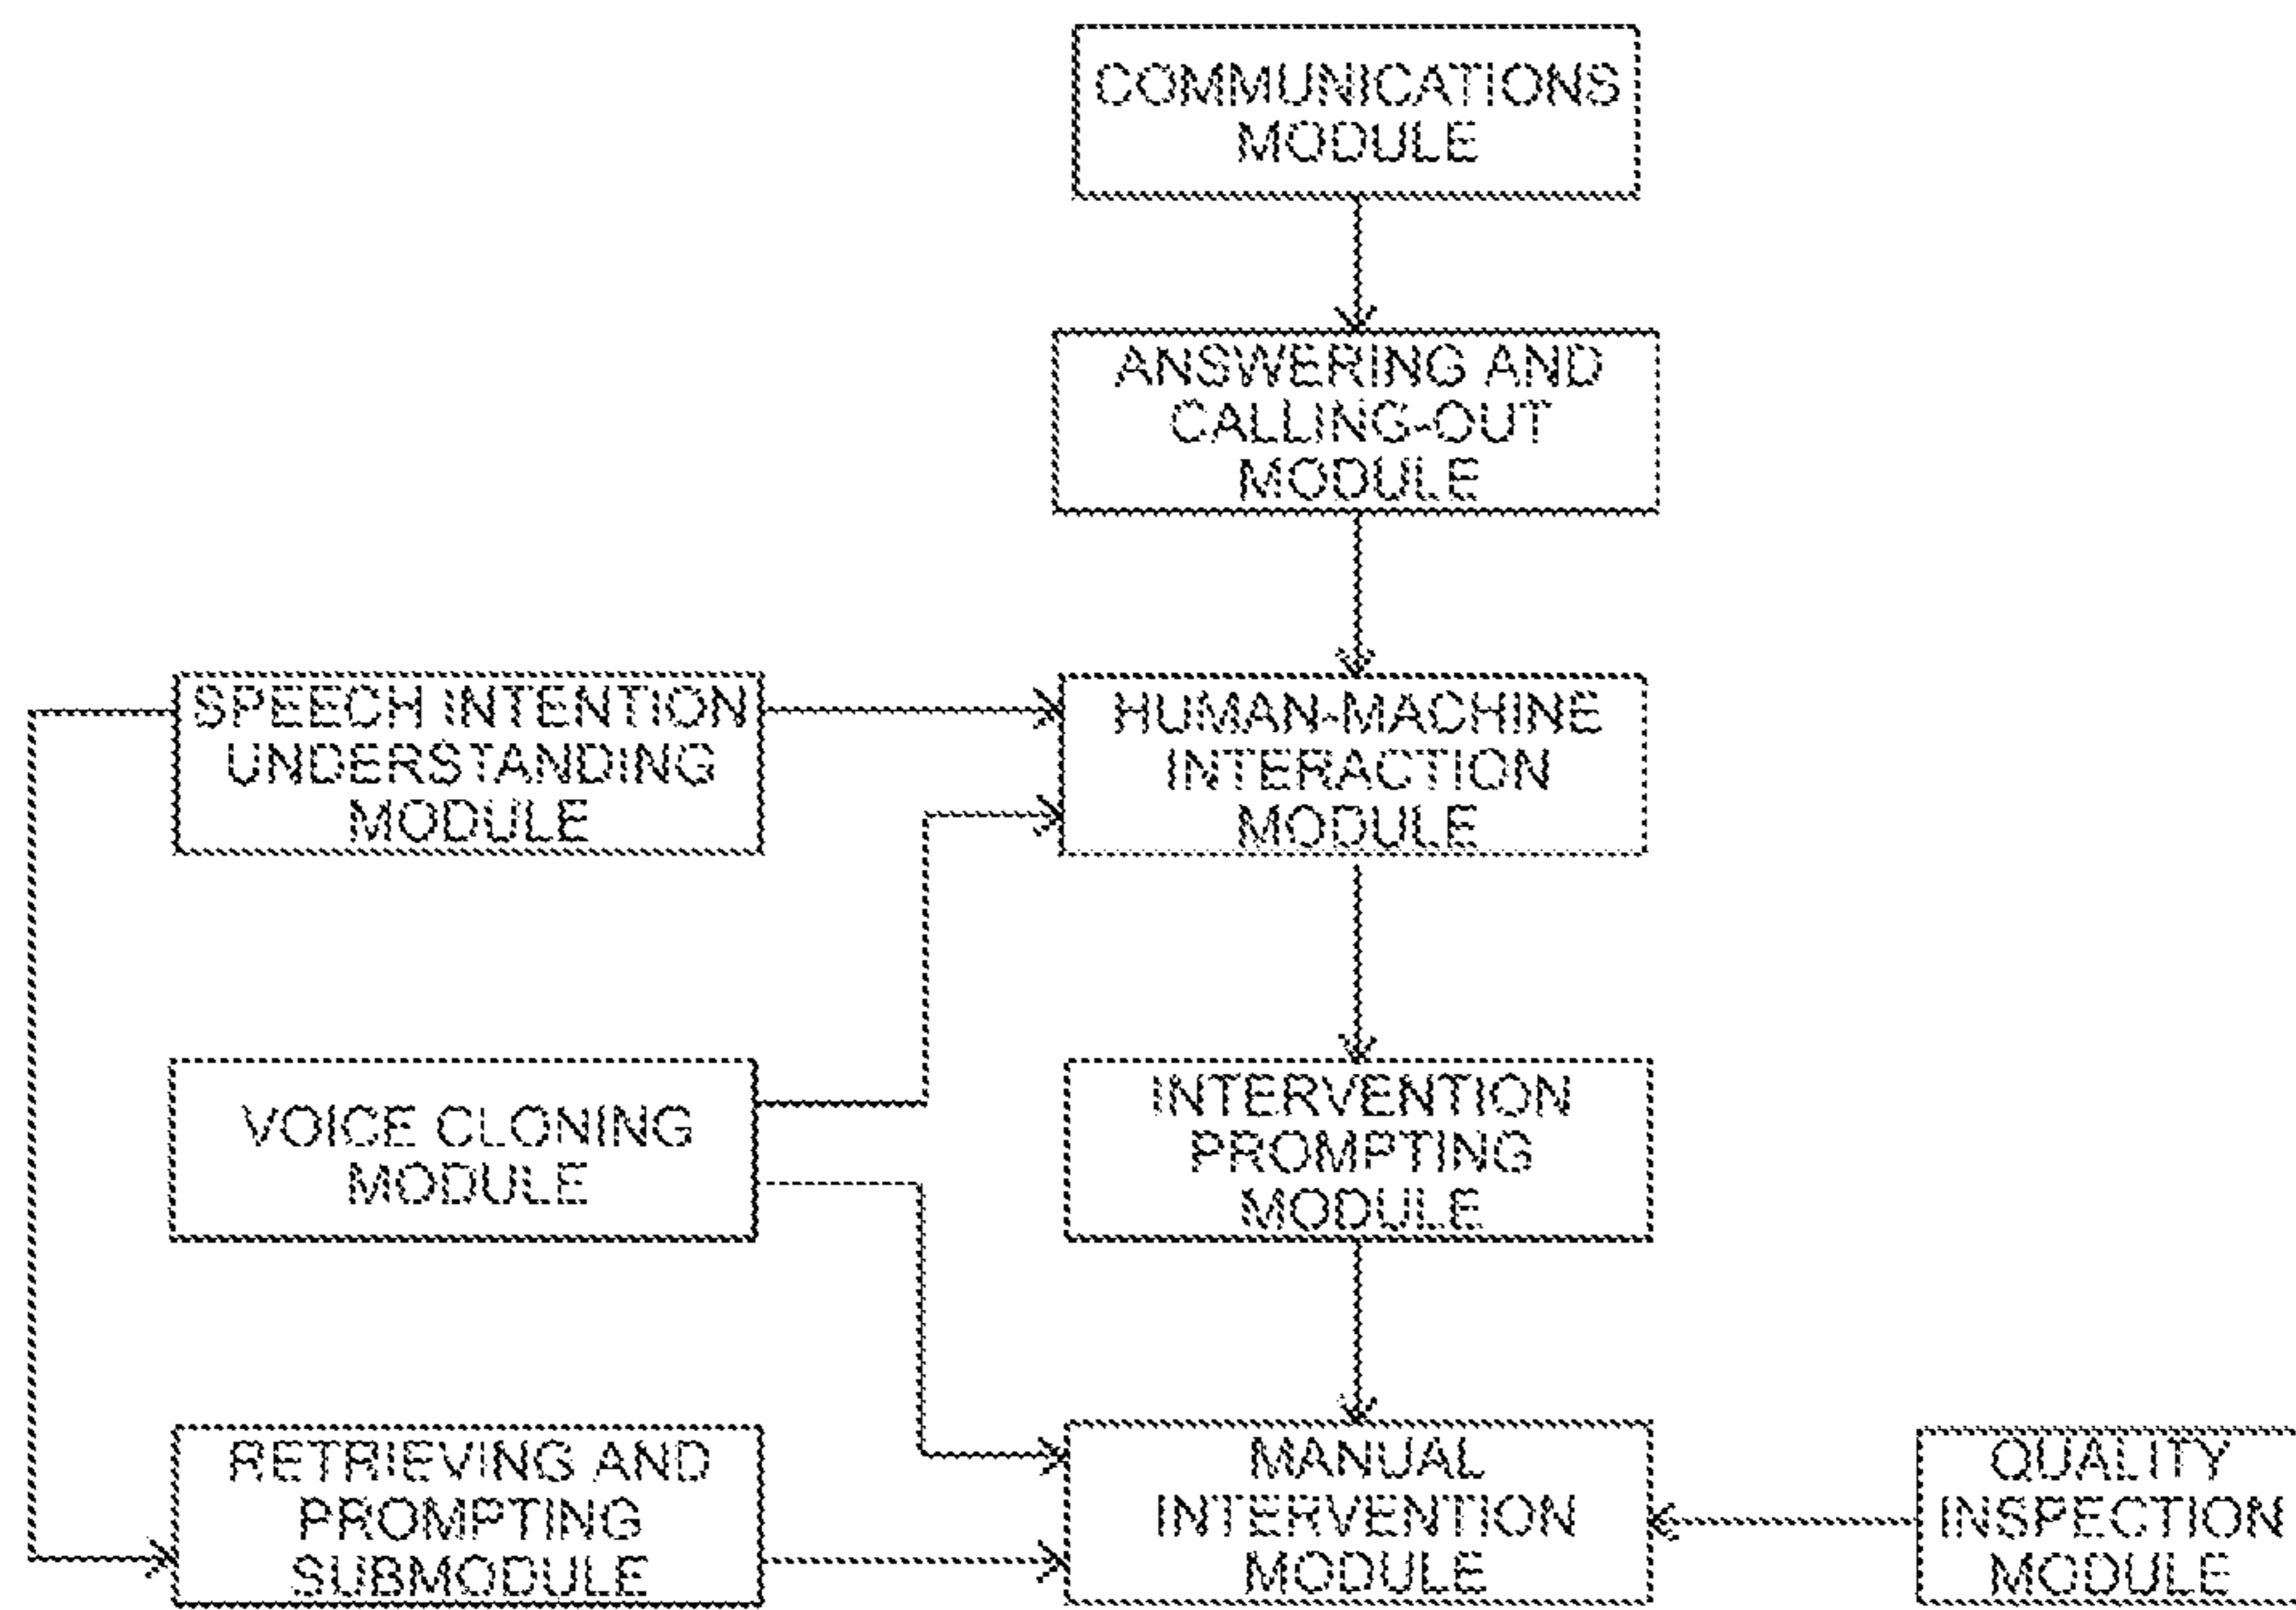 COMMUNICATIONS
MODULE
ANSWERING AND
CALLING-OUT
MODULE
SPEECH INTENTION
UNDERSTANDING
MODULE
HUMAN-MACHINE
INTERACTION
MODULE
VOICE CLONING
MODULE
INTERVENTION
PROMPTING
MODULE
RETRIEVING AND
PROMPTING
SUBMODULE
MANUAL
INTERVENTION
MODULE
QUALITY
INSPECTION
MODULE